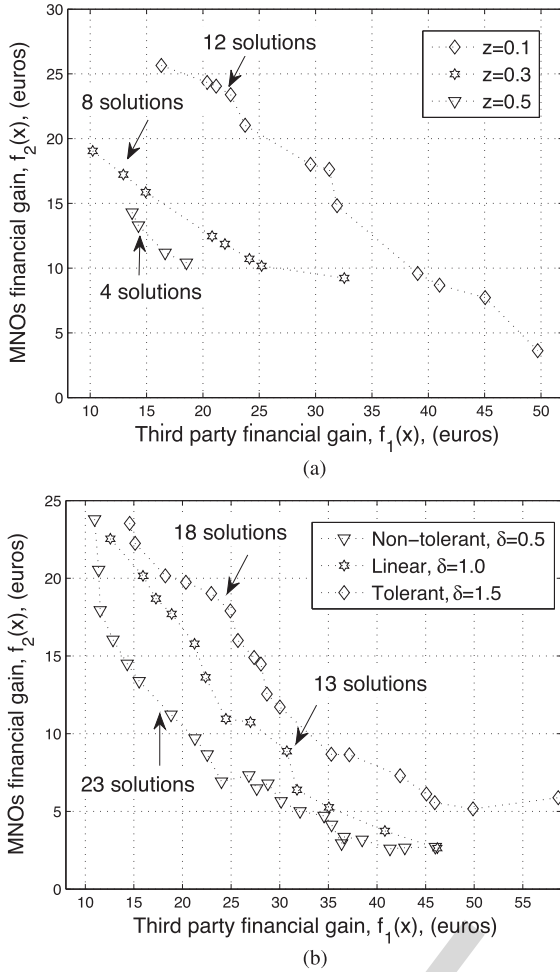 30
25
20
15
10
5
0
MNOs financial gain, f2(x), (euros)
12 solutions
8 solutions
4 solutions
z=0.1
z=0.3
z=0.5
10 15 20 25 30 35 40 45 50
Third party financial gain, f1(x), (euros)
(a)
25
20
15
10
5
0
MNOs financial gain, f2(x), (euros)
18 solutions
13 solutions
23 solutions
Non-tolerant, δ=0.5
Linear, δ=1.0
Tolerant, δ=1.5
10 15 20 25 30 35 40 45 50 55
Third party financial gain, f1(x), (euros)
(b)